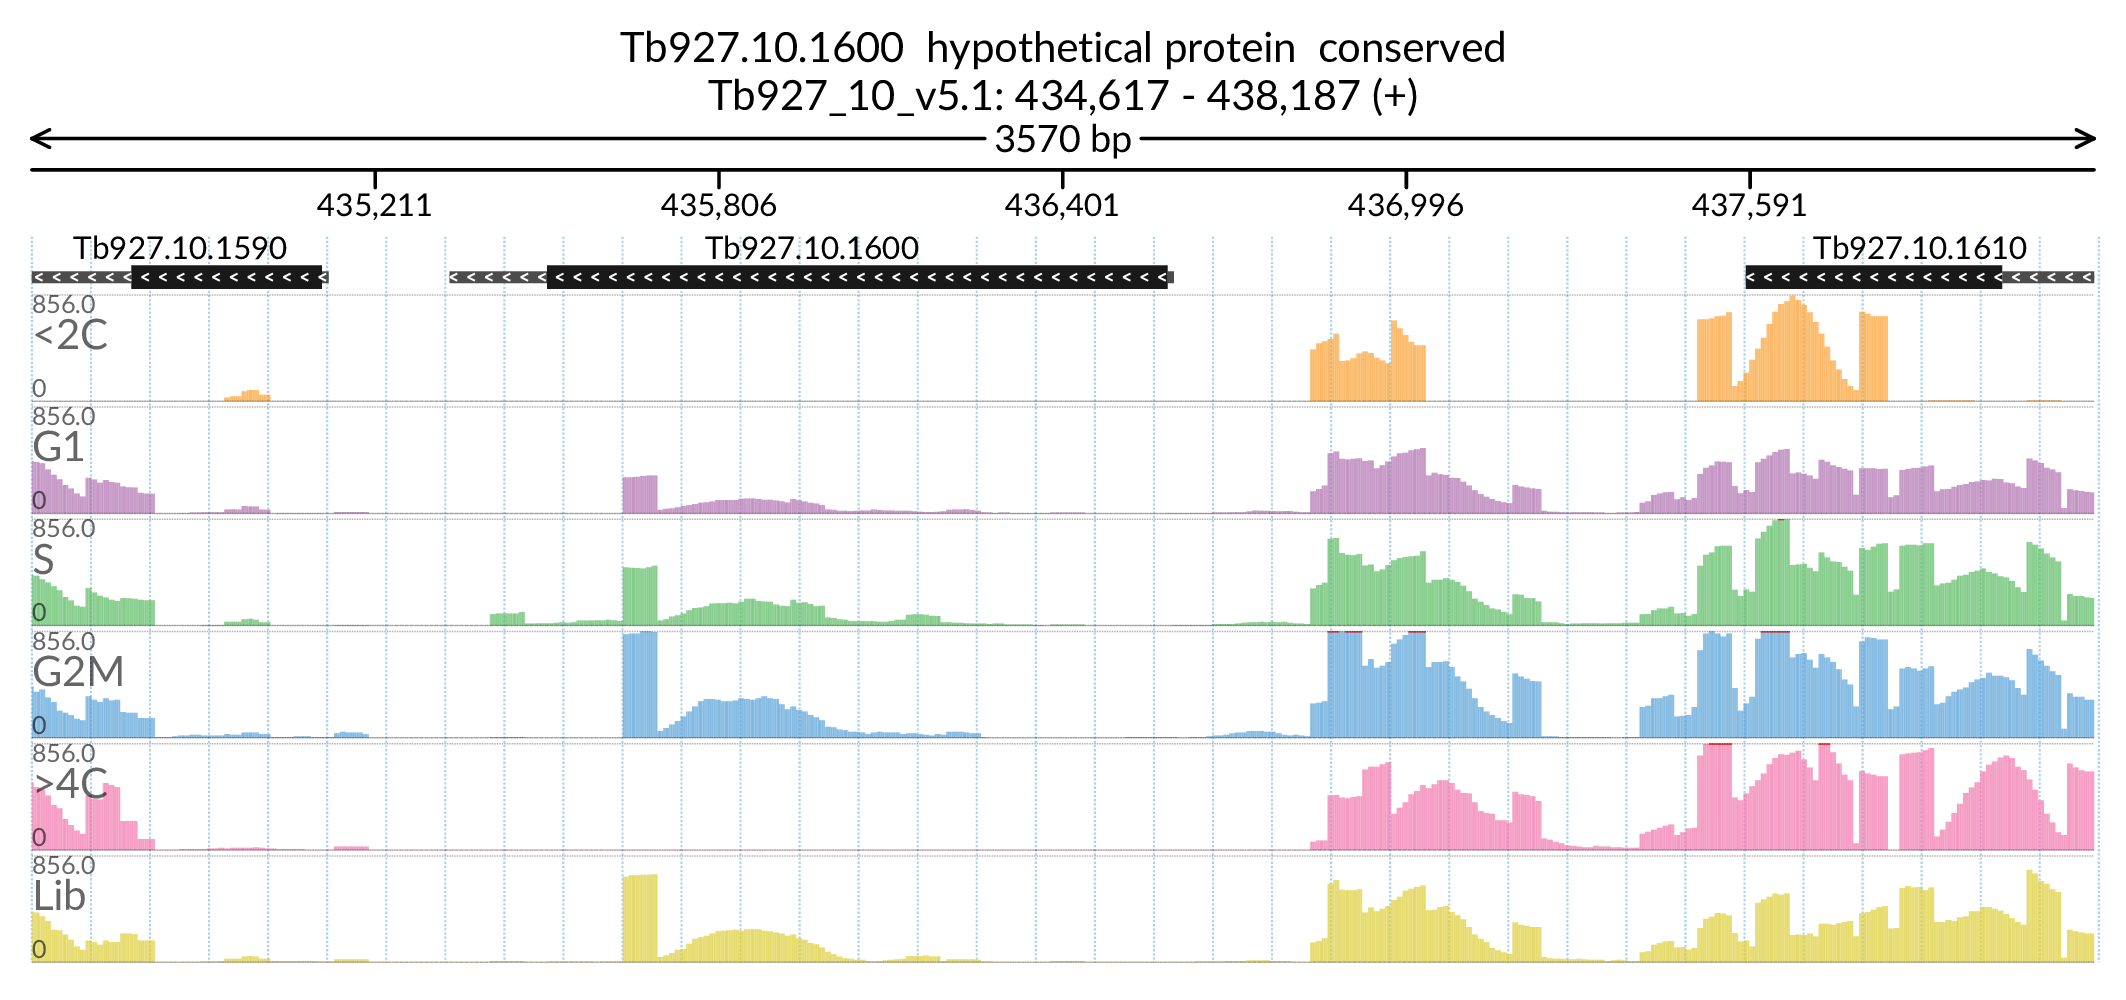 Tb927.10.1600 hypothetical protein conserved
Tb927_10_v5.1: 434,617 - 438,187 (+)
3570 bp
435,211 435,806 436,401 436,996 437,591
Tb927.10.1590 Tb927.10.1600 Tb927.10.1610
856.0
<2C
0
856.0
G1
0
856.0
S
0
856.0
G2M
0
856.0
>4C
0
856.0
Lib
0